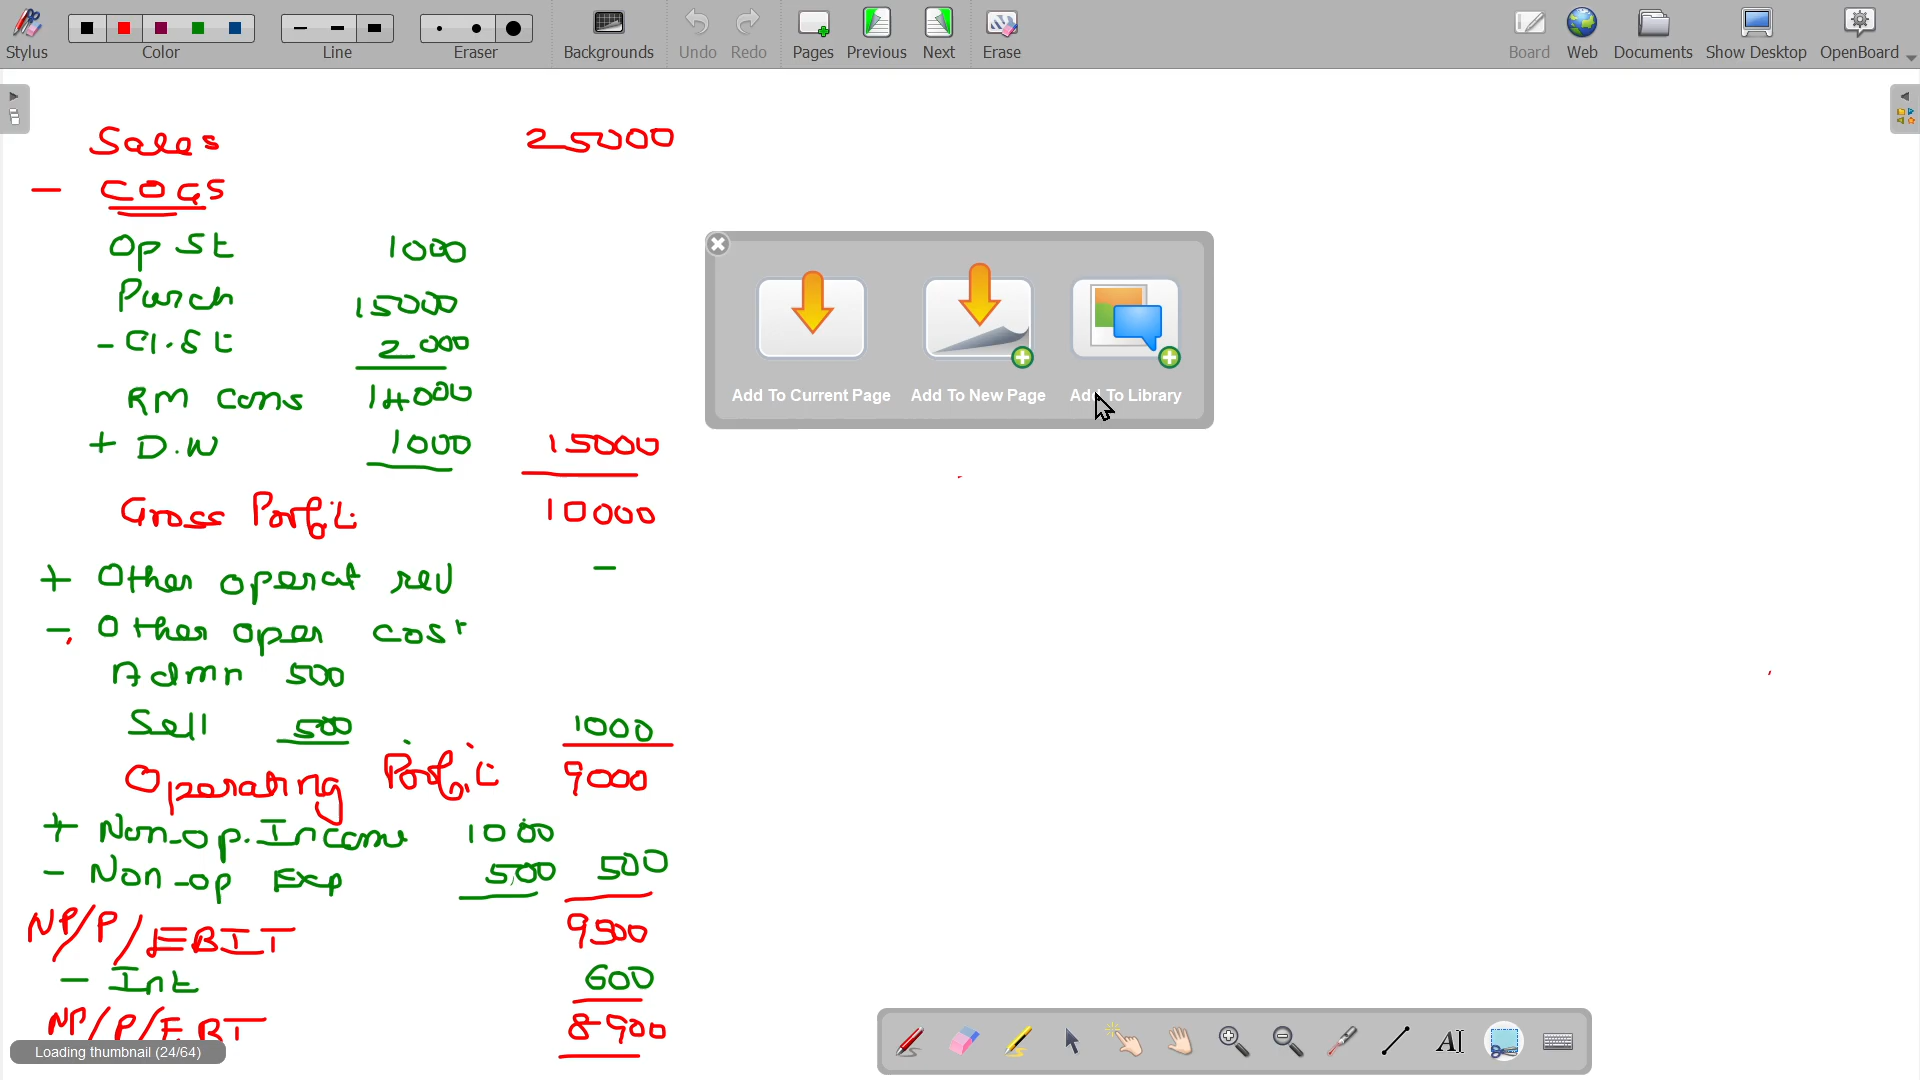 Stylus Color Line Eraser Backgrounds Undo Redo Pages Previous Next Erase Board Web Documents Show Desktop OpenBoard
Sales 25000
- COGS
Op St 1000
Purch 15000
- Cl.St 2000
RM Cons 14000
+ D.W 1000 15000
Gross Porfit 10000
+ Other operat rev -
- Other oper cost
Admn 500
Sell 500 1000
Operating Porfit 9000
+ Non-op. Income 1000
- Non-op Exp 500 500
NP/P/EBIT 9500
- Int 600
NP/P/EBT 8900
Add To Current Page Add To New Page Add To Library
Loading thumbnail (24/64)